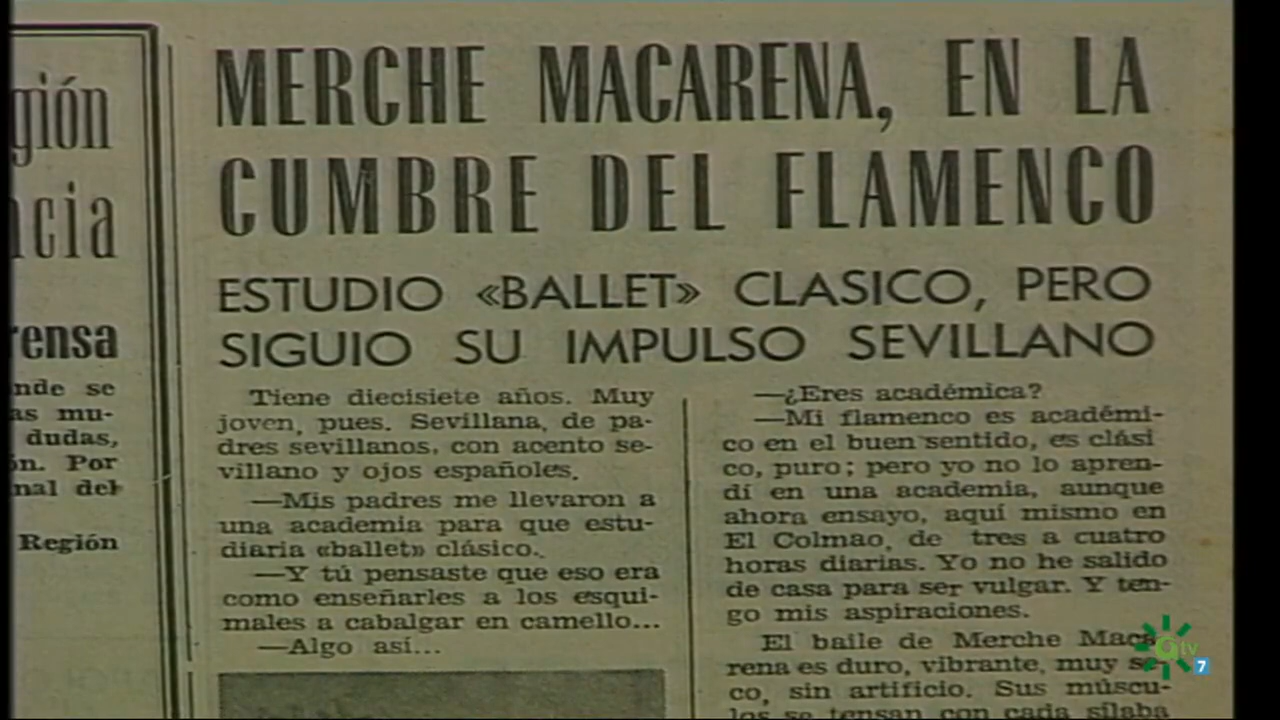 gión
ncia
rensa
nde se
as mu-
dudas,
ón. Por
nal del
Región
MERCHE MACARENA, EN LA
CUMBRE DEL FLAMENCO
ESTUDIO «BALLET» CLASICO, PERO
SIGUIO SU IMPULSO SEVILLANO
Tiene diecisiete años. Muy
joven, pues. Sevillana, de pa-
dres sevillanos, con acento se-
villano y ojos españoles.
—Mis padres me llevaron a
una academia para que estu-
diaria «ballet» clásico.
—Y tú pensaste que eso era
como enseñarles a los esqui-
males a cabalgar en camello...
—Algo así...
—¿Eres académica?
—Mi flamenco es académi-
co en el buen sentido, es clási
co, puro; pero yo no lo apren-
dí en una academia, aunque
ahora ensayo, aquí mismo en
El Colmao, de tres a cuatro
horas diarias. Yo no he salido
de casa para ser vulgar. Y ten-
go mis aspiraciones.
El baile de Merche Maca-
rena es duro, vibrante, muy se-
co, sin artificio. Sus múscu-
los se tensan con cada sílaba
atv
7